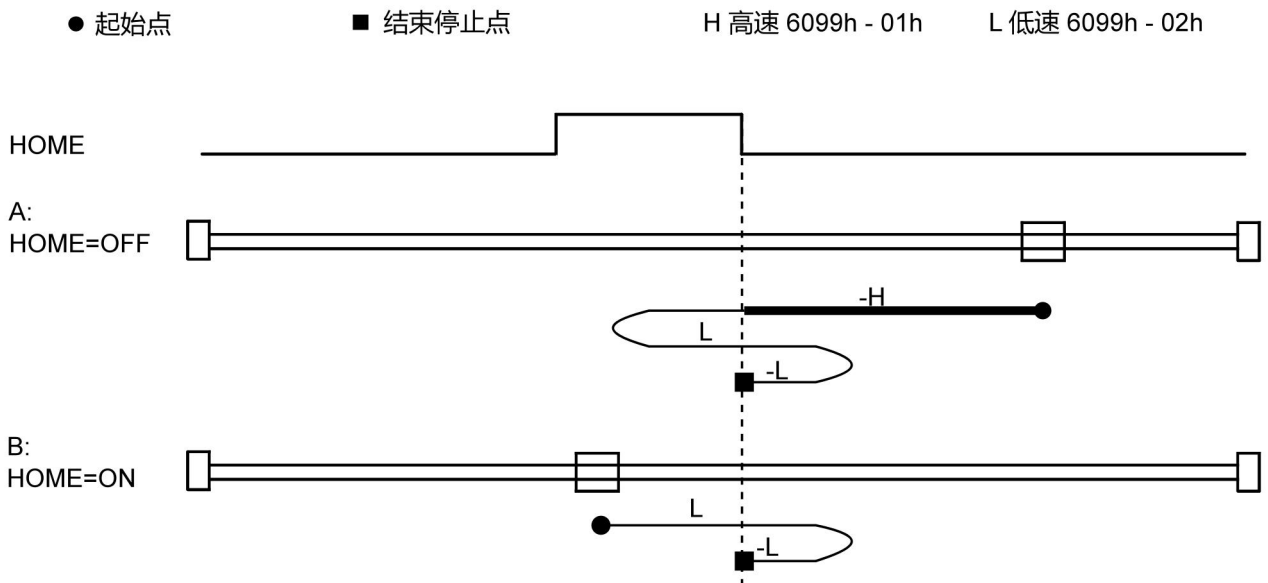 ● 起始点 ■ 结束停止点 H 高速 6099h - 01h L 低速 6099h - 02h
HOME
A:
HOME=OFF
-H
L
-L
B:
HOME=ON
L
-L